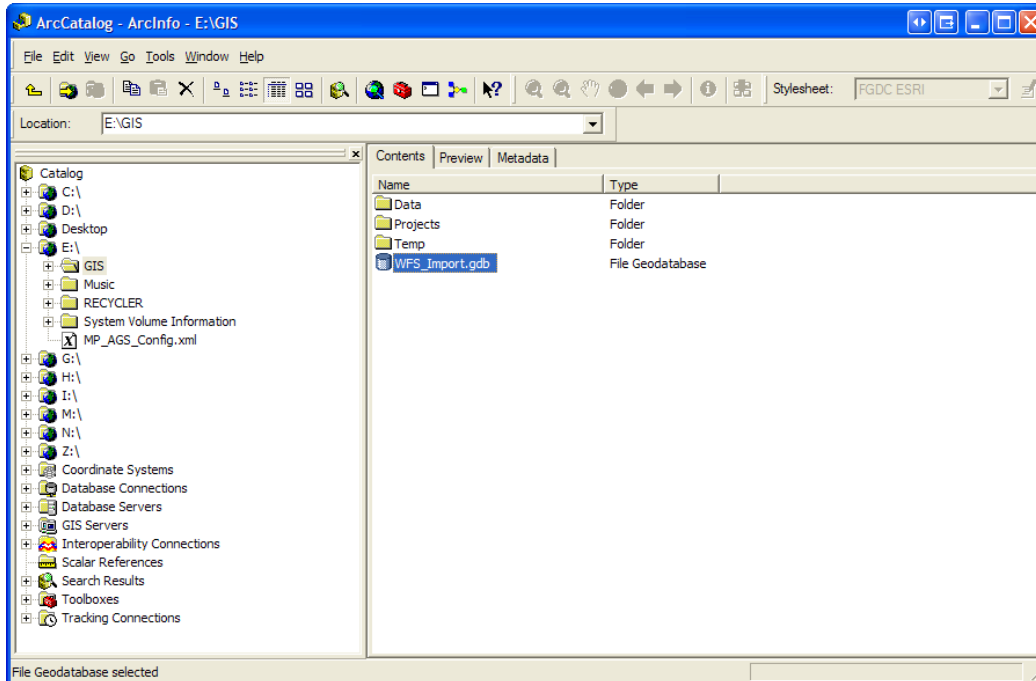 ArcCatalog - ArcInfo - E:\GIS
File Edit View Go Tools Window Help
Stylesheet: FGDC ESRI
Location: E:\GIS
Contents Preview Metadata
Catalog
C:\
D:\
Desktop
E:\
GIS
Music
RECYCLER
System Volume Information
MP_AGS_Config.xml
G:\
H:\
I:\
M:\
N:\
Z:\
Coordinate Systems
Database Connections
Database Servers
GIS Servers
Interoperability Connections
Scalar References
Search Results
Toolboxes
Tracking Connections
Name Type
Data Folder
Projects Folder
Temp Folder
WFS_Import.gdb File Geodatabase
File Geodatabase selected